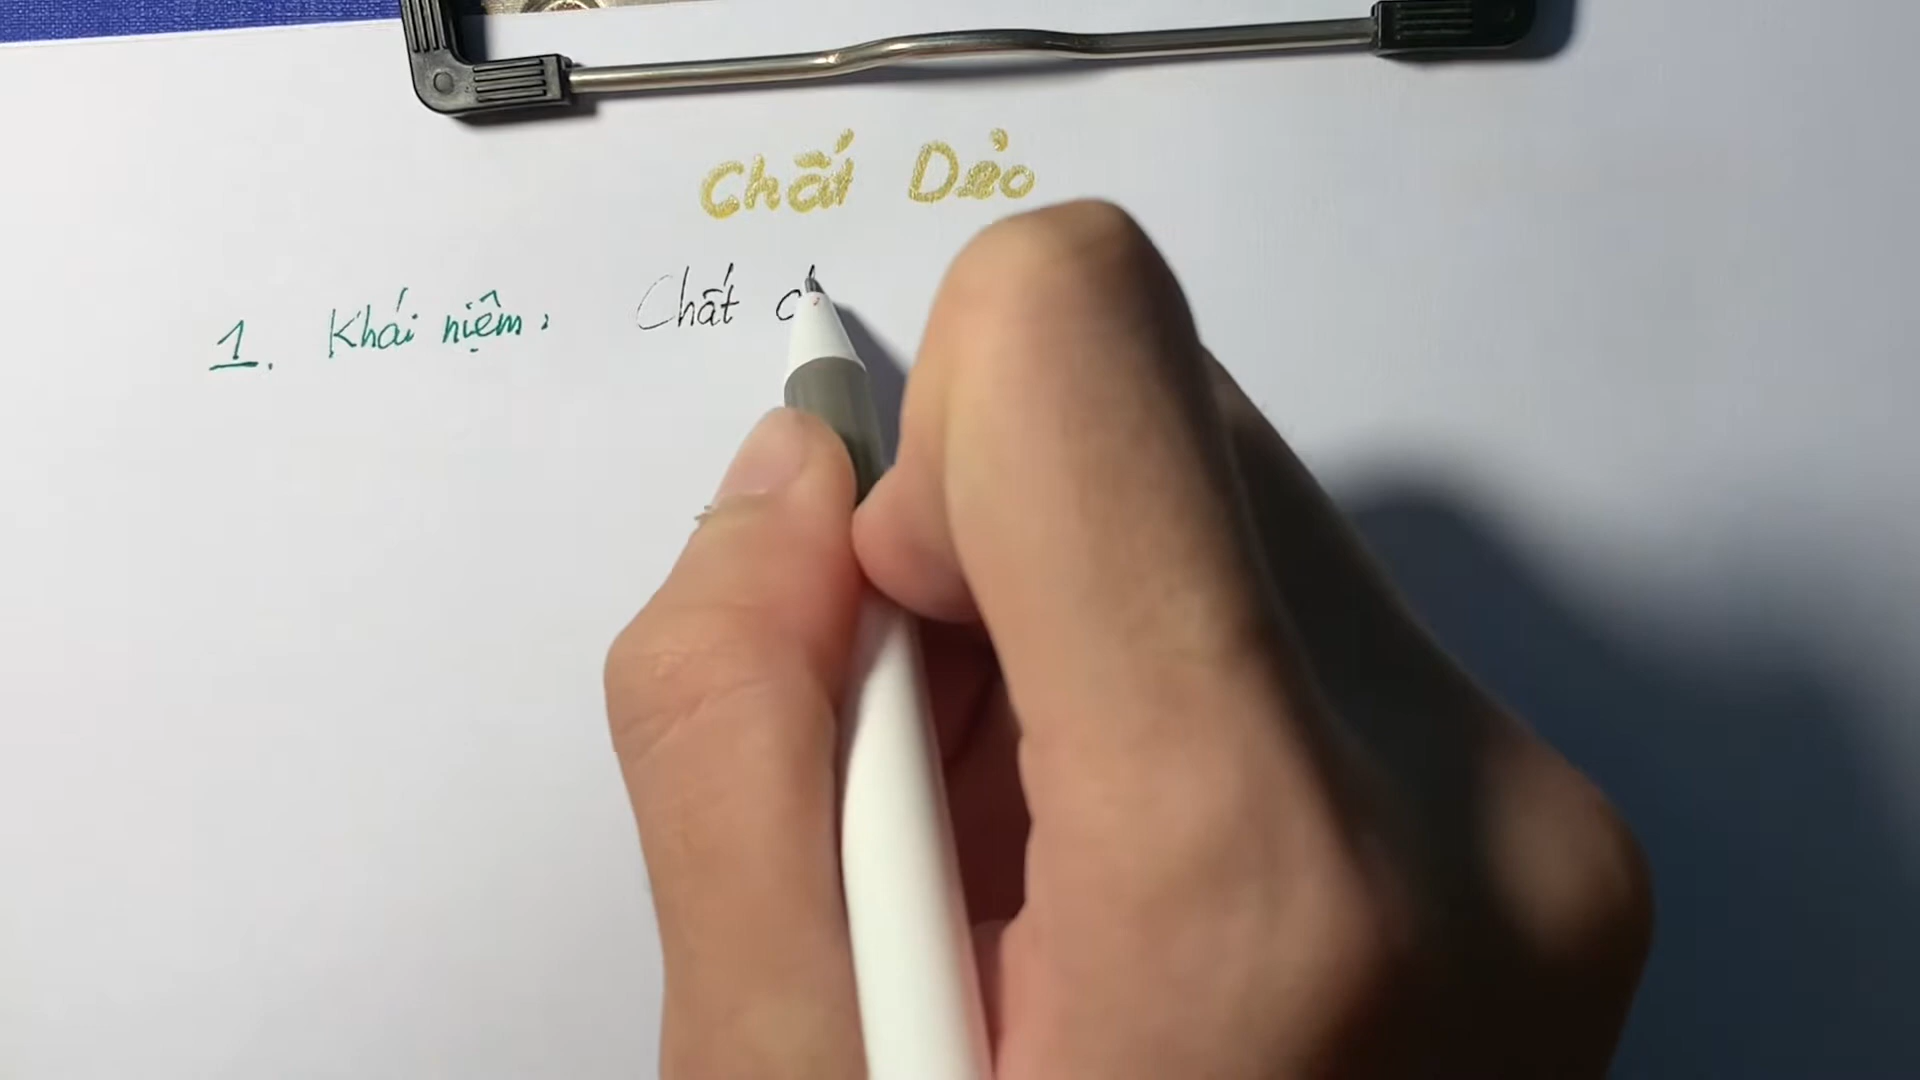 Chất Dẻo
1. Khái niệm: Chất